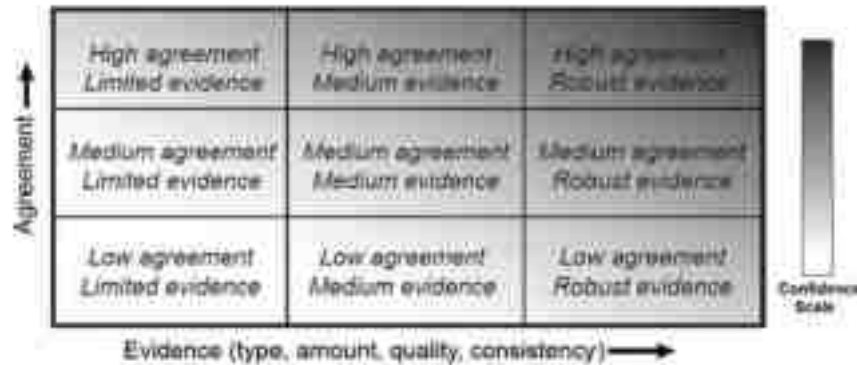 High agreement
Limited evidence
High agreement
Medium evidence
High agreement
Robust evidence
Medium agreement
Limited evidence
Medium agreement
Medium evidence
Medium agreement
Robust evidence
Low agreement
Limited evidence
Low agreement
Medium evidence
Low agreement
Robust evidence
Agreement
Evidence (type, amount, quality, consistency)
Confidence
Scale